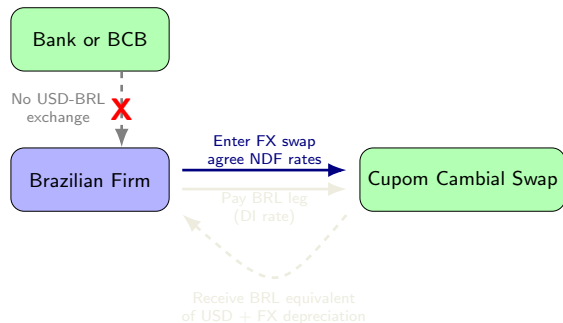 Bank or BCB
No USD-BRL
exchange
X
Enter FX swap
agree NDF rates
Brazilian Firm
Cupom Cambial Swap
Pay BRL leg
(DI rate)
Receive BRL equivalent
of USD + FX depreciation